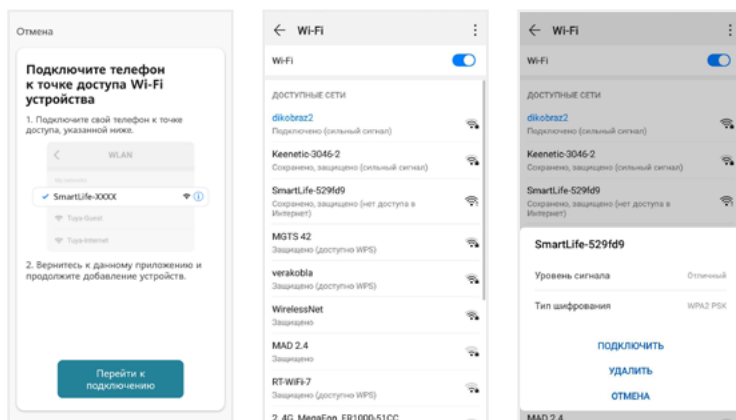 Отмена
Подключите телефон
к точке доступа Wi-Fi
устройства
1. Подключите свой телефон к точке
доступа, указанной ниже.
WLAN
My network
SmartLife-XXXX
Tuya-Guest
Tuya-Internet
2. Вернитесь к данному приложению и
продолжите добавление устройств.
Перейти к
подключению
Wi-Fi
Wi-Fi
ДОСТУПНЫЕ СЕТИ
dikobraz2
Подключено (сильный сигнал)
Keenetic-3046-2
Сохранено, защищено (сильный сигнал)
SmartLife-529fd9
Сохранено, защищено (нет доступа в
Интернет)
MGTS 42
Защищено (доступно WPS)
verakobla
Защищено (доступно WPS)
WirelessNet
Защищено
MAD 2.4
Защищено
RT-WiFi-7
Защищено (доступно WPS)
Wi-Fi
Wi-Fi
ДОСТУПНЫЕ СЕТИ
dikobraz2
Подключено (сильный сигнал)
Keenetic-3046-2
Сохранено, защищено (сильный сигнал)
SmartLife-529fd9
Сохранено, защищено (нет доступа в
Интернет)
SmartLife-529fd9
Уровень сигнала Отличный
Тип шифрования WPA2 PSK
ПОДКЛЮЧИТЬ
УДАЛИТЬ
ОТМЕНА
MAD 2.4